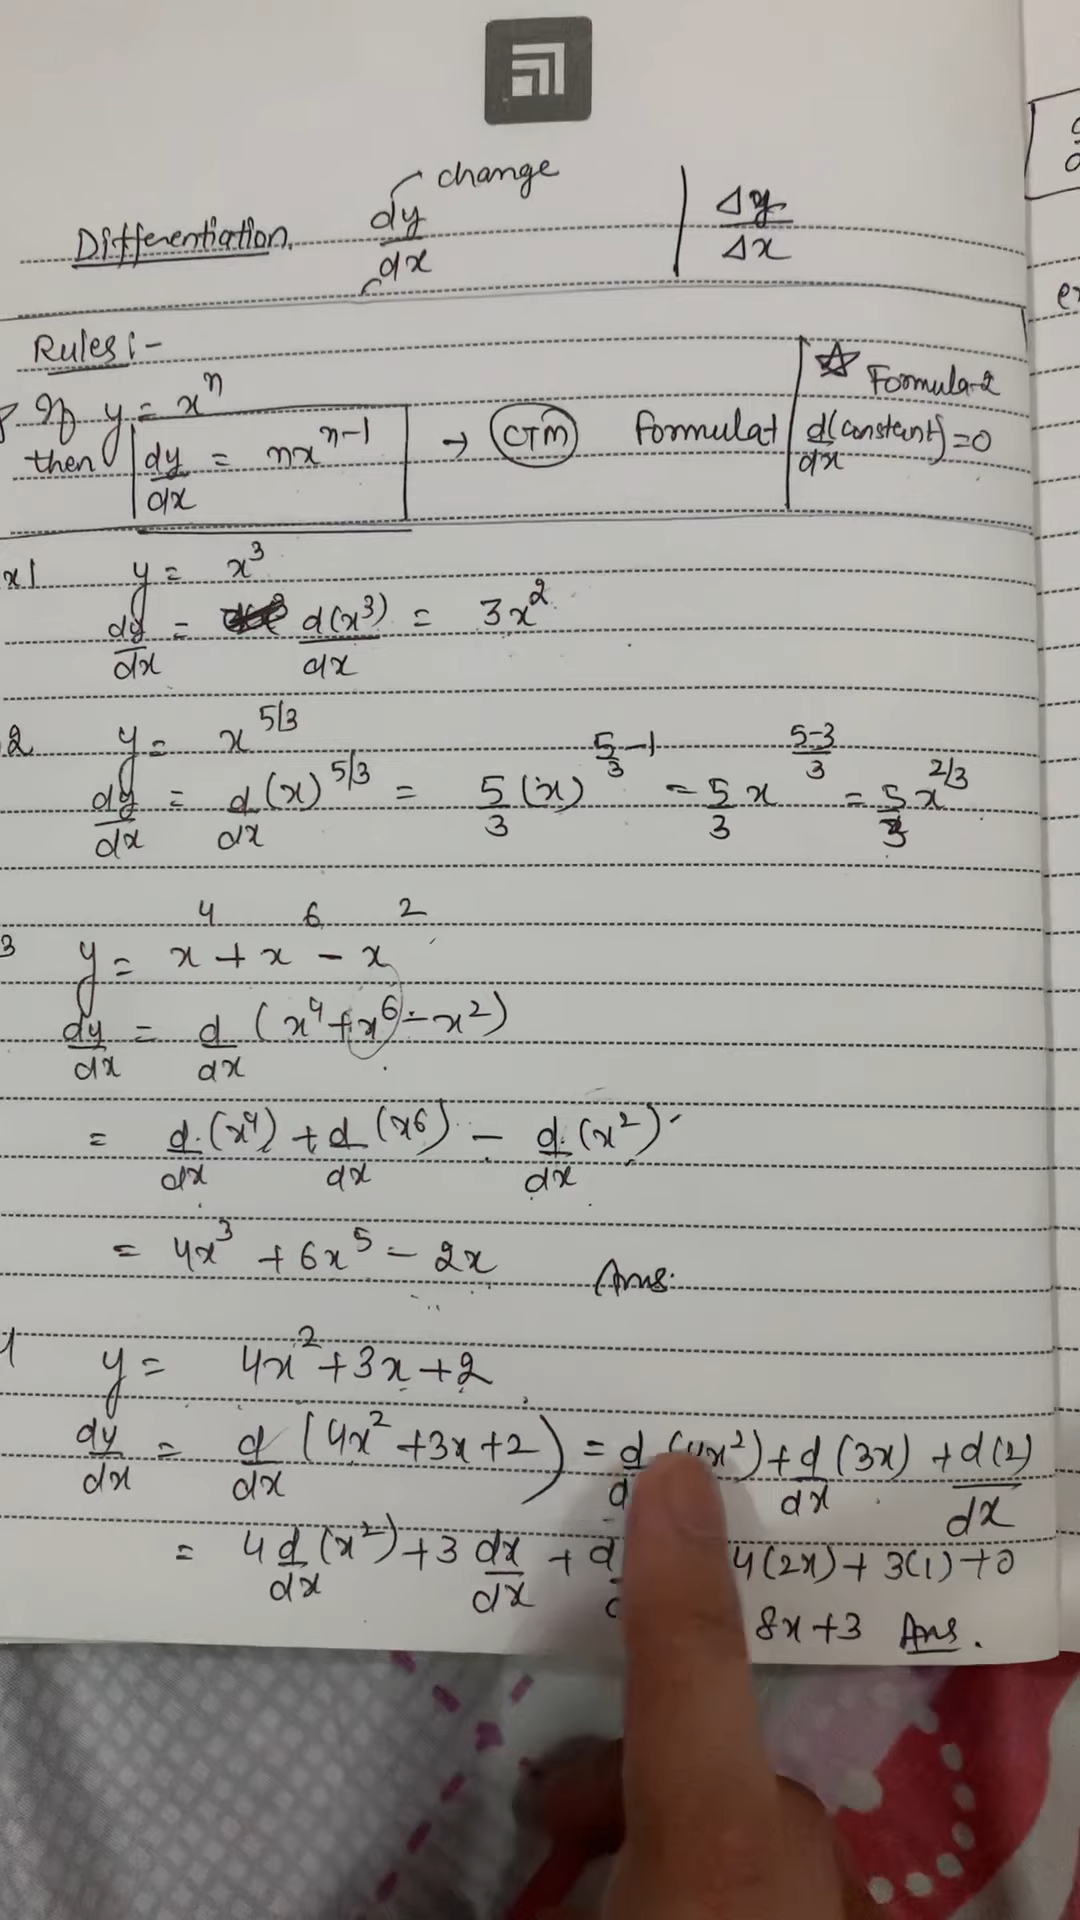 change
Differentiation. dy/dx | Δy/Δx
Rules :-
If y = x^n
then dy/dx = nx^(n-1) → CTM Formula 1 | ☆ Formula-2 d/dx (constant) = 0
x1 y = x^3
dy/dx = d(x^3)/dx = 3x^2
2 y = x^(5/3)
dy/dx = d/dx (x)^(5/3) = 5/3 (x)^(5/3 - 1) = 5/3 x^((5-3)/3) = 5/3 x^(2/3)
3 y = x^4 + x^6 - x^2
dy/dx = d/dx (x^4 + x^6 - x^2)
= d/dx (x^4) + d/dx (x^6) - d/dx (x^2)
= 4x^3 + 6x^5 - 2x Ans.
4 y = 4x^2 + 3x + 2
dy/dx = d/dx (4x^2 + 3x + 2) = d (4x^2) + d/dx (3x) + d(2)/dx
= 4 d/dx (x^2) + 3 dx/dx + d 4(2x) + 3(1) + 0
8x + 3 Ans.